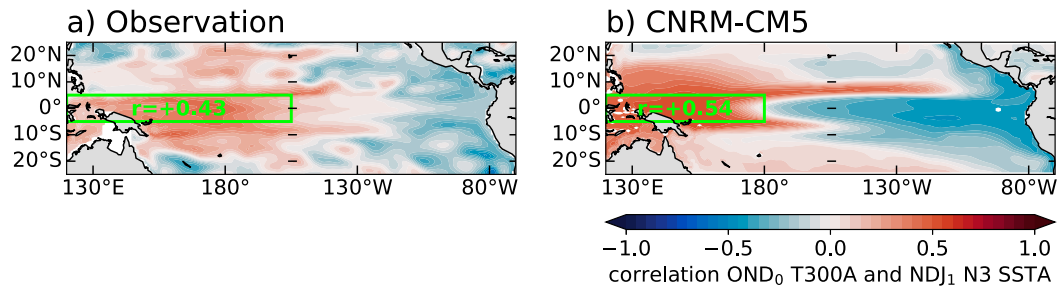 a) Observation
b) CNRM-CM5
20°N
10°N
0°
10°S
20°S
r=+0.43
130°E
180°
130°W
80°W
20°N
10°N
0°
10°S
20°S
r=+0.54
130°E
180°
130°W
80°W
−1.0
−0.5
0.0
0.5
1.0
correlation OND₀ T300A and NDJ₁ N3 SSTA